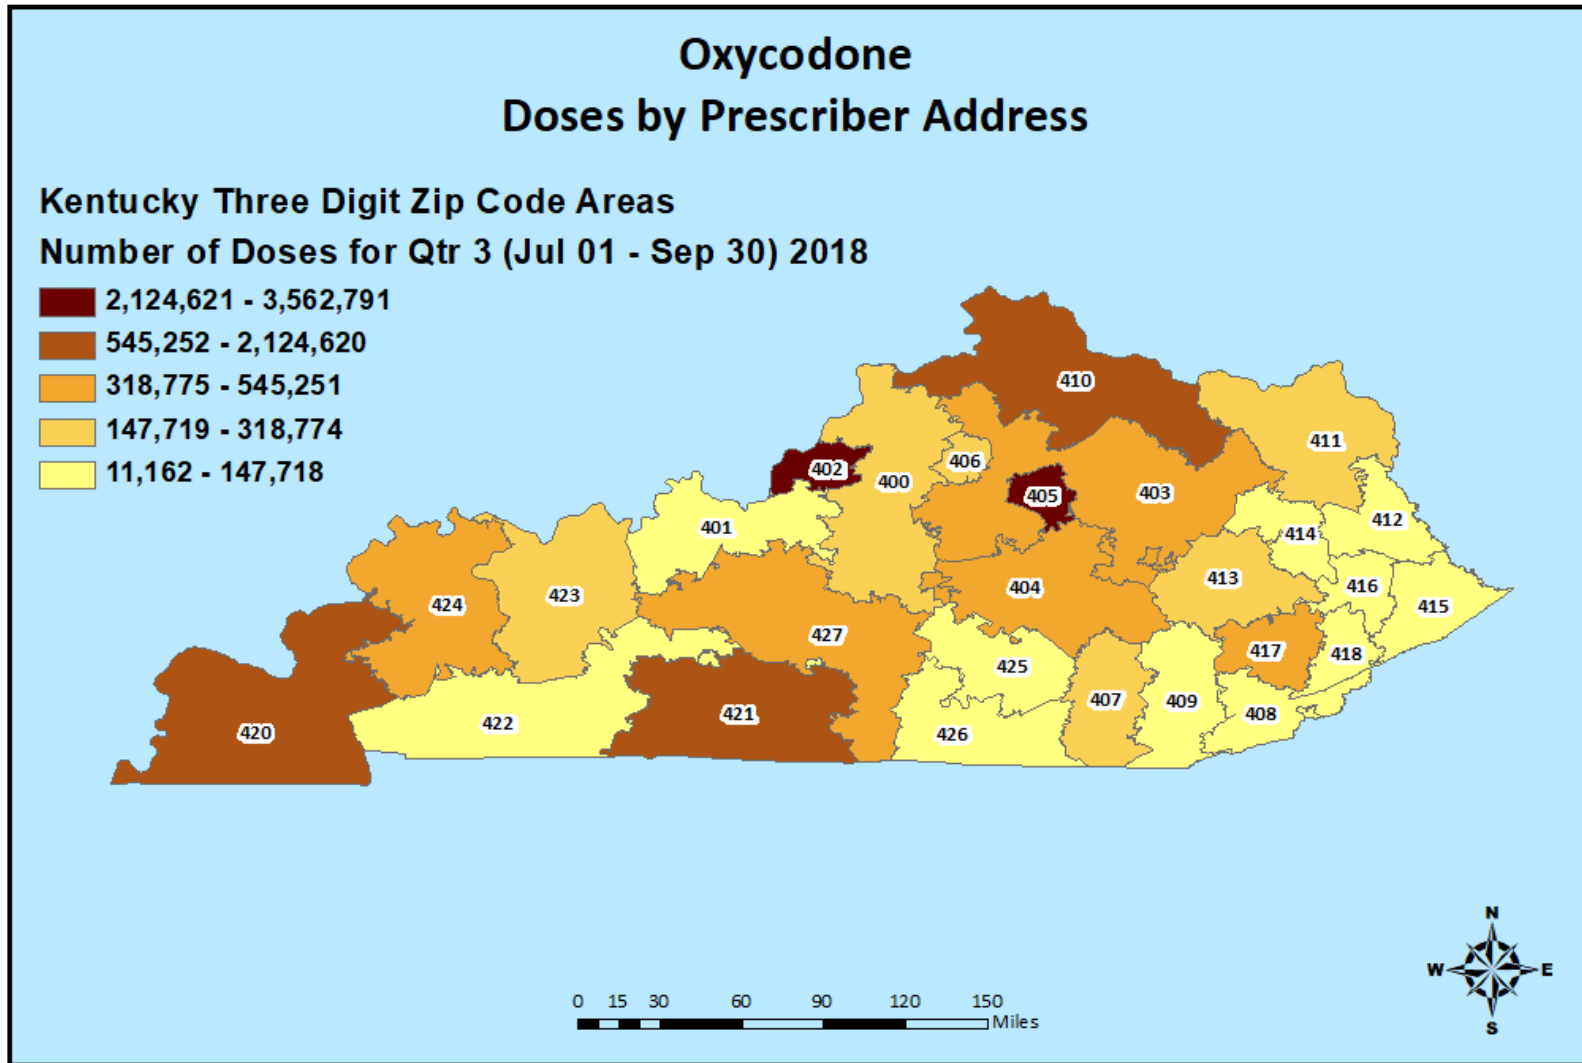 Oxycodone
Doses by Prescriber Address
Kentucky Three Digit Zip Code Areas
Number of Doses for Qtr 3 (Jul 01 - Sep 30) 2018
2,124,621 - 3,562,791
545,252 - 2,124,620
318,775 - 545,251
147,719 - 318,774
11,162 - 147,718
410
411
402
406
400
405
403
401
412
414
413
416
424
423
404
415
427
417
418
425
407
409
408
421
422
420
426
N
W E
S
0 15 30 60 90 120 150
Miles